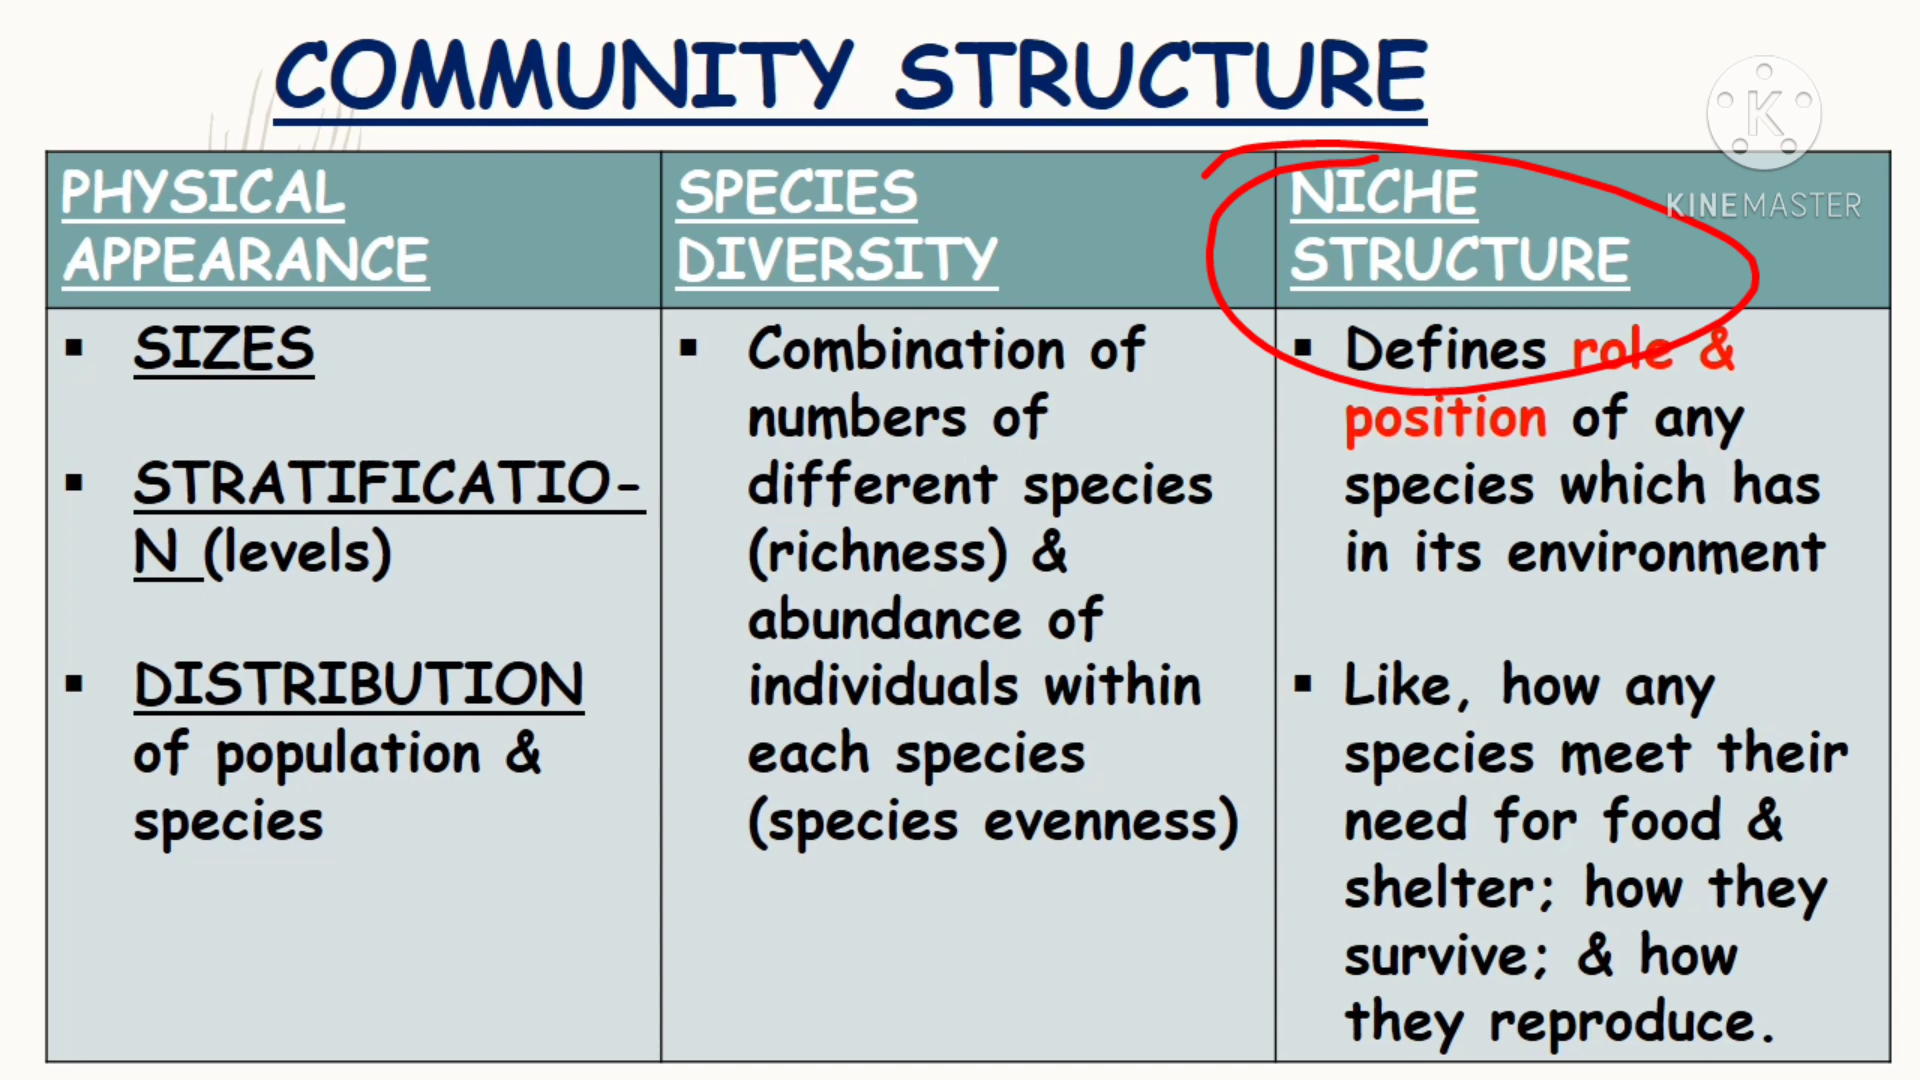 COMMUNITY STRUCTURE
K
KINEMASTER
PHYSICAL
APPEARANCE
▪ SIZES
▪ STRATIFICATIO-
N (levels)
▪ DISTRIBUTION
of population &
species
SPECIES
DIVERSITY
▪ Combination of
numbers of
different species
(richness) &
abundance of
individuals within
each species
(species evenness)
NICHE
STRUCTURE
▪ Defines role &
position of any
species which has
in its environment
▪ Like, how any
species meet their
need for food &
shelter; how they
survive; & how
they reproduce.